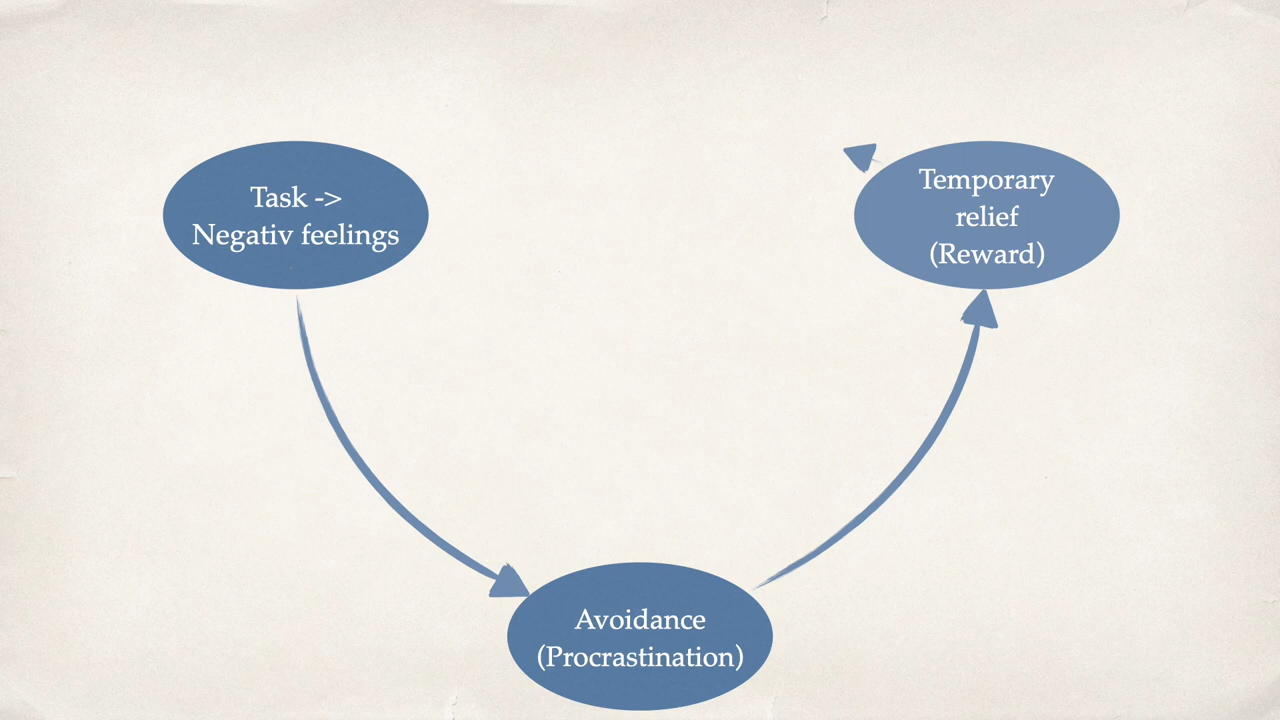 Task ->
Negativ feelings
Temporary
relief
(Reward)
Avoidance
(Procrastination)